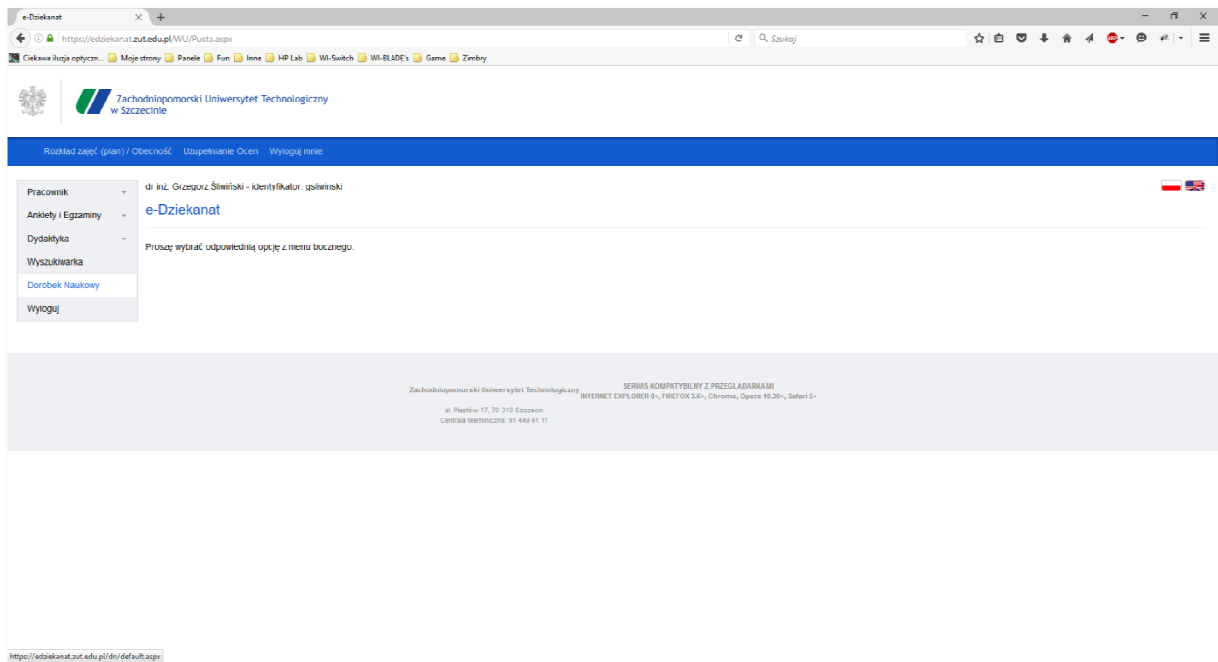 e-Dziekanat
https://edziekanat.zut.edu.pl/WU/Pusta.aspx
Szukaj
Ciekawa iluzja optyczn... Moje strony Panele Fun Inne HP Lab WI-Switch WI-BLADE's Game Zimbry
Zachodniopomorski Uniwersytet Technologiczny
w Szczecinie
Rozkład zajęć (plan) / Obecność Uzupełnianie Ocen Wyloguj mnie
Pracownik
Ankiety i Egzaminy
Dydaktyka
Wyszukiwarka
Dorobek Naukowy
Wyloguj
dr inż. Grzegorz Śliwiński - identyfikator: gsliwinski
e-Dziekanat
Proszę wybrać odpowiednią opcję z menu bocznego.
Zachodniopomorski Uniwersytet Technologiczny
al. Piastów 17, 70-310 Szczecin
Centrala telefoniczna: 91 449 41 11
SERWIS KOMPATYBILNY Z PRZEGLĄDARKAMI
INTERNET EXPLORER 8+, FIREFOX 3.6+, Chrome, Opera 10.30+, Safari 5+
https://edziekanat.zut.edu.pl/dn/default.aspx